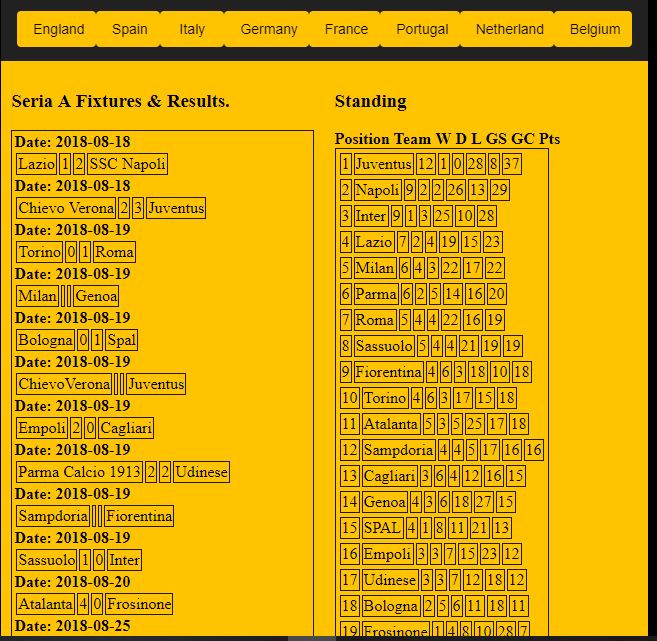 England Spain Italy Germany France Portugal Netherland Belgium
Seria A Fixtures & Results.
Date: 2018-08-18
Lazio 1 2 SSC Napoli
Date: 2018-08-18
Chievo Verona 2 3 Juventus
Date: 2018-08-19
Torino 0 1 Roma
Date: 2018-08-19
Milan Genoa
Date: 2018-08-19
Bologna 0 1 Spal
Date: 2018-08-19
ChievoVerona Juventus
Date: 2018-08-19
Empoli 2 0 Cagliari
Date: 2018-08-19
Parma Calcio 1913 2 2 Udinese
Date: 2018-08-19
Sampdoria Fiorentina
Date: 2018-08-19
Sassuolo 1 0 Inter
Date: 2018-08-20
Atalanta 4 0 Frosinone
Date: 2018-08-25
Standing
Position Team W D L GS GC Pts
1 Juventus 12 1 0 28 8 37
2 Napoli 9 2 2 26 13 29
3 Inter 9 1 3 25 10 28
4 Lazio 7 2 4 19 15 23
5 Milan 6 4 3 22 17 22
6 Parma 6 2 5 14 16 20
7 Roma 5 4 4 22 16 19
8 Sassuolo 5 4 4 21 19 19
9 Fiorentina 4 6 3 18 10 18
10 Torino 4 6 3 17 15 18
11 Atalanta 5 3 5 25 17 18
12 Sampdoria 4 4 5 17 16 16
13 Cagliari 3 6 4 12 16 15
14 Genoa 4 3 6 18 27 15
15 SPAL 4 1 8 11 21 13
16 Empoli 3 3 7 15 23 12
17 Udinese 3 3 7 12 18 12
18 Bologna 2 5 6 11 18 11
19 Frosinone 1 4 8 10 28 7